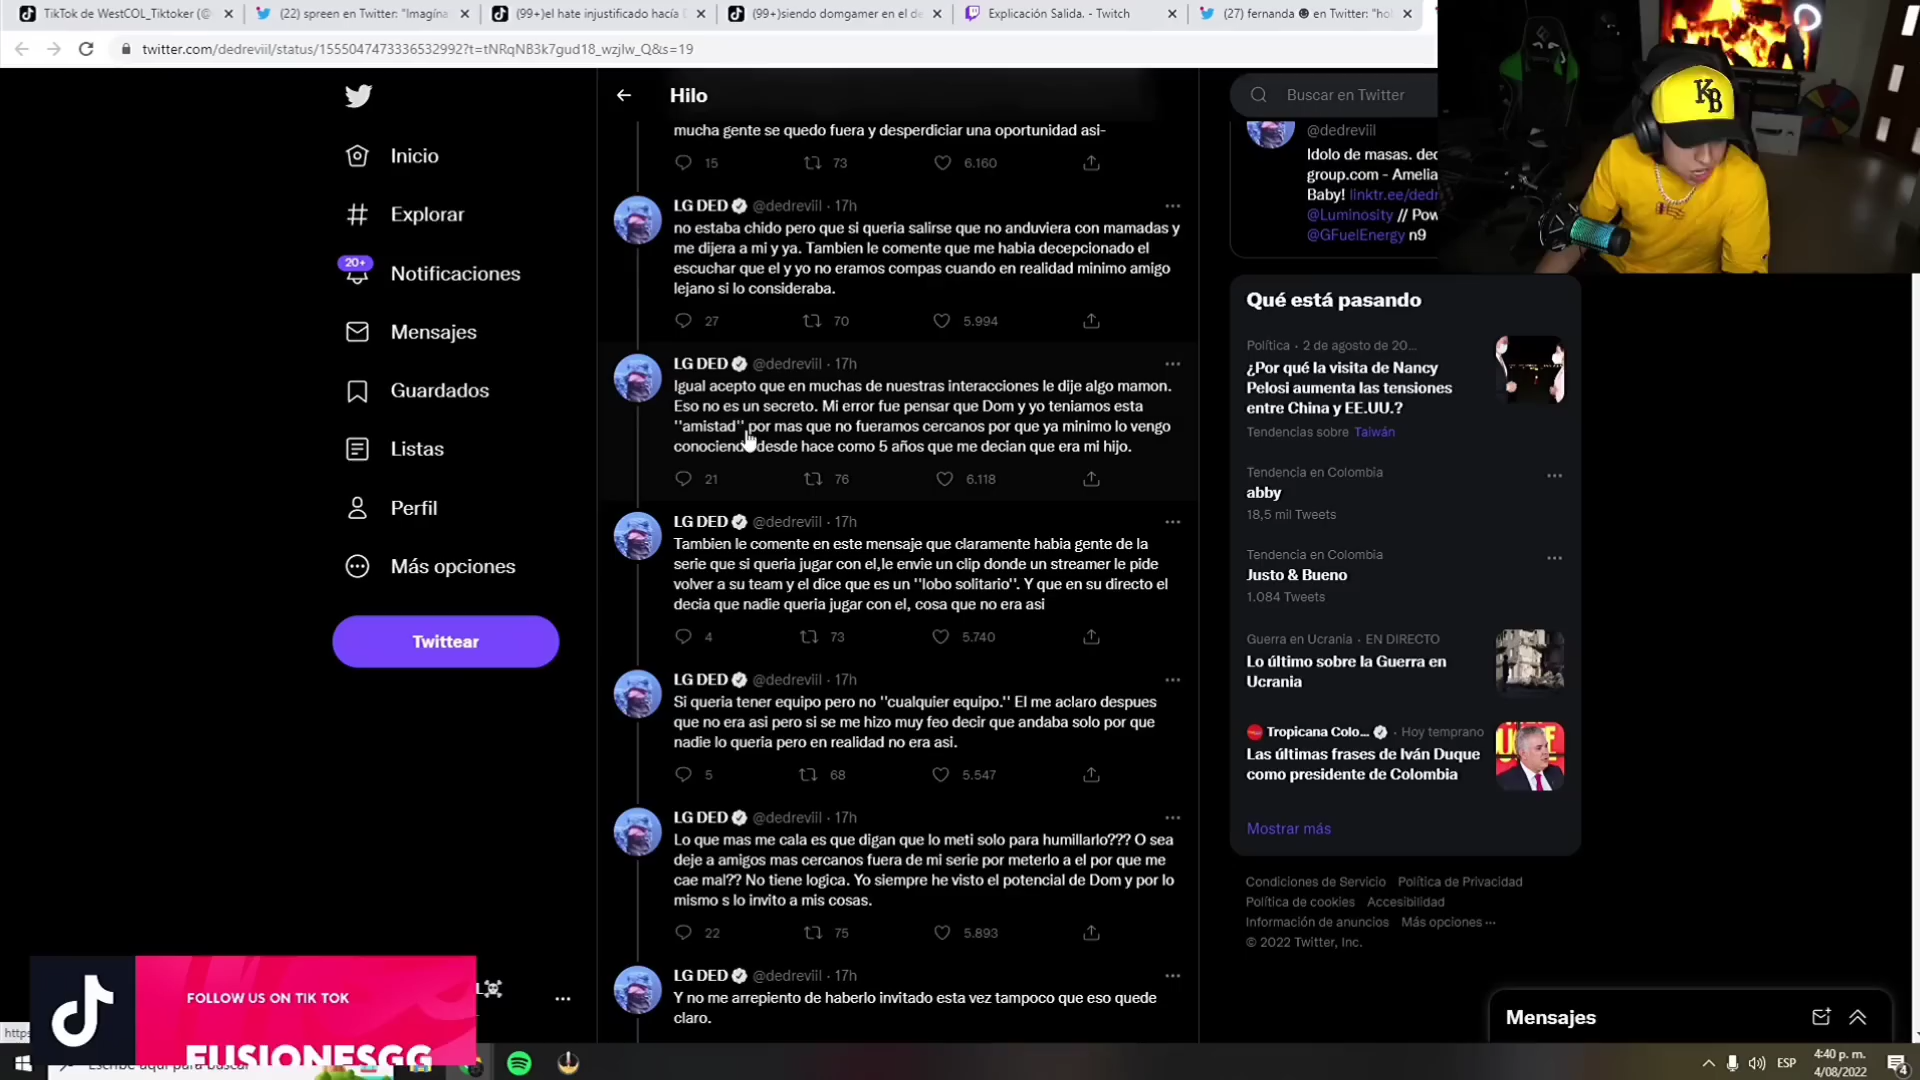 TikTok de WestCOL_Tiktoker (@
(22) spreen en Twitter: "Imagína
(99+)el hate injustificado hacía
(99+)siendo domgamer en el de
Explicación Salida. - Twitch
(27) fernanda ☻ en Twitter: "ho
twitter.com/dedreviil/status/1555047473336532992?t=tNRqNB3k7gud18_wzjlw_Q&s=19
Inicio
Explorar
20+
Notificaciones
Mensajes
Guardados
Listas
Perfil
Más opciones
Twittear
Hilo
mucha gente se quedo fuera y desperdiciar una oportunidad asi-
15 73 6.160
LG DED @dedreviil · 17h
no estaba chido pero que si queria salirse que no anduviera con mamadas y
me dijera a mi y ya. Tambien le comente que me habia decepcionado el
escuchar que el y yo no eramos compas cuando en realidad minimo amigo
lejano si lo consideraba.
27 70 5.994
LG DED @dedreviil · 17h
Igual acepto que en muchas de nuestras interacciones le dije algo mamon.
Eso no es un secreto. Mi error fue pensar que Dom y yo teniamos esta
''amistad'' por mas que no fueramos cercanos por que ya minimo lo vengo
conociendo desde hace como 5 años que me decian que era mi hijo.
21 76 6.118
LG DED @dedreviil · 17h
Tambien le comente en este mensaje que claramente habia gente de la
serie que si queria jugar con el,le envie un clip donde un streamer le pide
volver a su team y el dice que es un ''lobo solitario''. Y que en su directo el
decia que nadie queria jugar con el, cosa que no era asi
4 73 5.740
LG DED @dedreviil · 17h
Si queria tener equipo pero no ''cualquier equipo.'' El me aclaro despues
que no era asi pero si se me hizo muy feo decir que andaba solo por que
nadie lo queria pero en realidad no era asi.
5 68 5.547
LG DED @dedreviil · 17h
Lo que mas me cala es que digan que lo meti solo para humillarlo??? O sea
deje a amigos mas cercanos fuera de mi serie por meterlo a el por que me
cae mal?? No tiene logica. Yo siempre he visto el potencial de Dom y por lo
mismo s lo invito a mis cosas.
22 75 5.893
LG DED @dedreviil · 17h
Y no me arrepiento de haberlo invitado esta vez tampoco que eso quede
claro.
Buscar en Twitter
@dedreviil
Idolo de masas. dec
group.com - Amelia
Baby! linktr.ee/dedr
@Luminosity // Pow
@GFuelEnergy n9
KB
Qué está pasando
Política · 2 de agosto de 20...
¿Por qué la visita de Nancy
Pelosi aumenta las tensiones
entre China y EE.UU.?
Tendencias sobre Taiwán
Tendencia en Colombia
abby
18,5 mil Tweets
Tendencia en Colombia
Justo & Bueno
1.084 Tweets
Guerra en Ucrania · EN DIRECTO
Lo último sobre la Guerra en
Ucrania
Tropicana Colo... · Hoy temprano
Las últimas frases de Iván Duque
como presidente de Colombia
Mostrar más
Condiciones de Servicio Política de Privacidad
Política de cookies Accesibilidad
Información de anuncios Más opciones ···
© 2022 Twitter, Inc.
Mensajes
FOLLOW US ON TIK TOK
FUSIONESGG
https
Escribe aquí para buscar
ESP
4:40 p. m.
4/08/2022
4